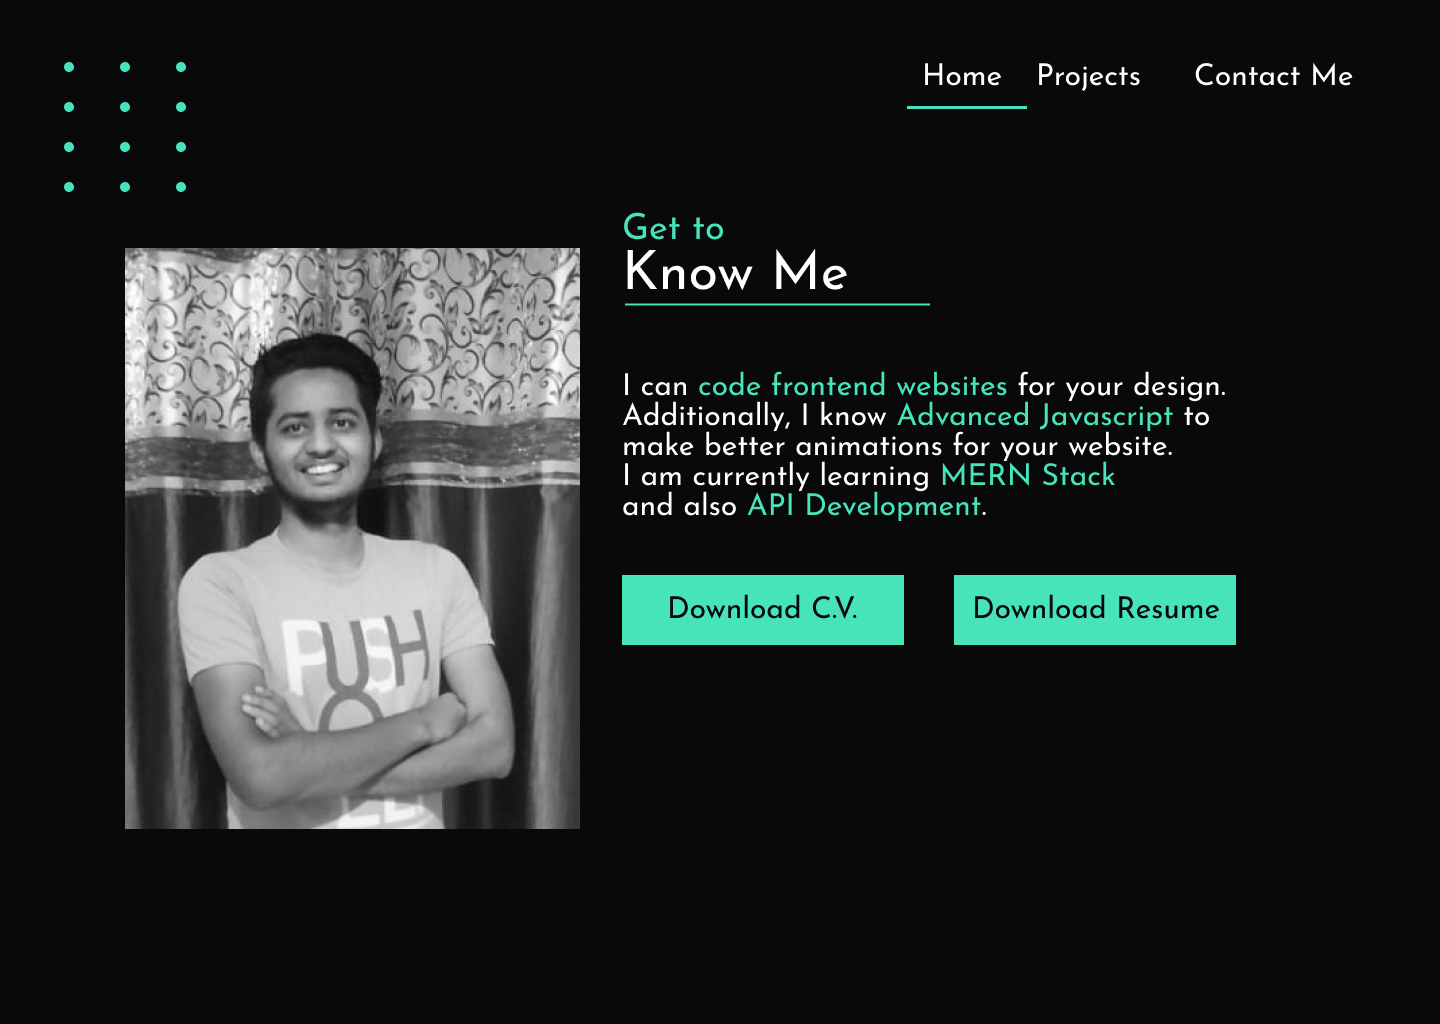 Home Projects Contact Me
Get to
Know Me
I can code frontend websites for your design.
Additionally, I know Advanced Javascript to
make better animations for your website.
I am currently learning MERN Stack
and also API Development.
Download C.V. Download Resume
PUSH